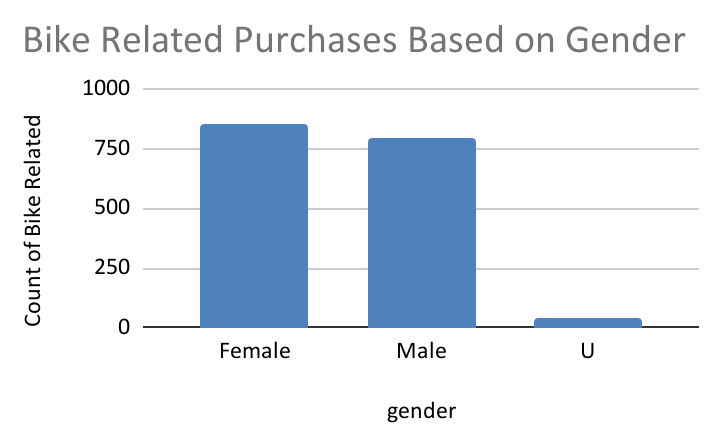 Bike Related Purchases Based on Gender
Count of Bike Related
1000
750
500
250
0
Female
Male
U
gender